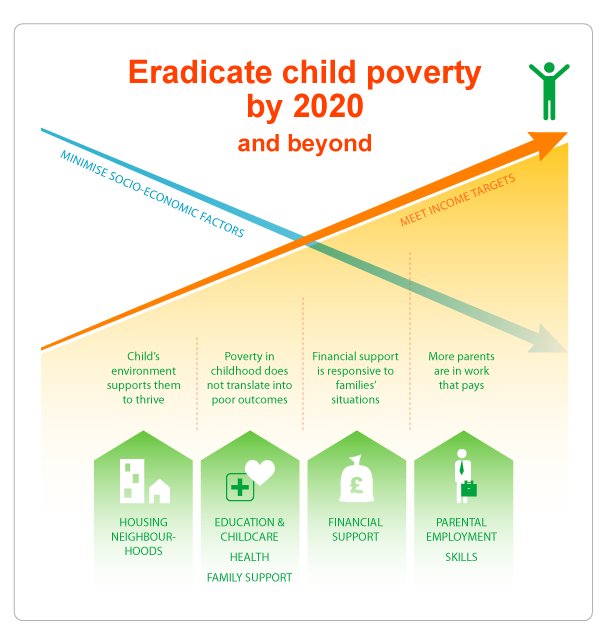 Eradicate child poverty
by 2020
and beyond
MINIMISE SOCIO-ECONOMIC FACTORS
MEET INCOME TARGETS
Child's
environment
supports them
to thrive
Poverty in
childhood does
not translate into
poor outcomes
Financial support
is responsive to
families'
situations
More parents
are in work
that pays
£
HOUSING
NEIGHBOUR-
HOODS
EDUCATION &
CHILDCARE
HEALTH
FAMILY SUPPORT
FINANCIAL
SUPPORT
PARENTAL
EMPLOYMENT
SKILLS